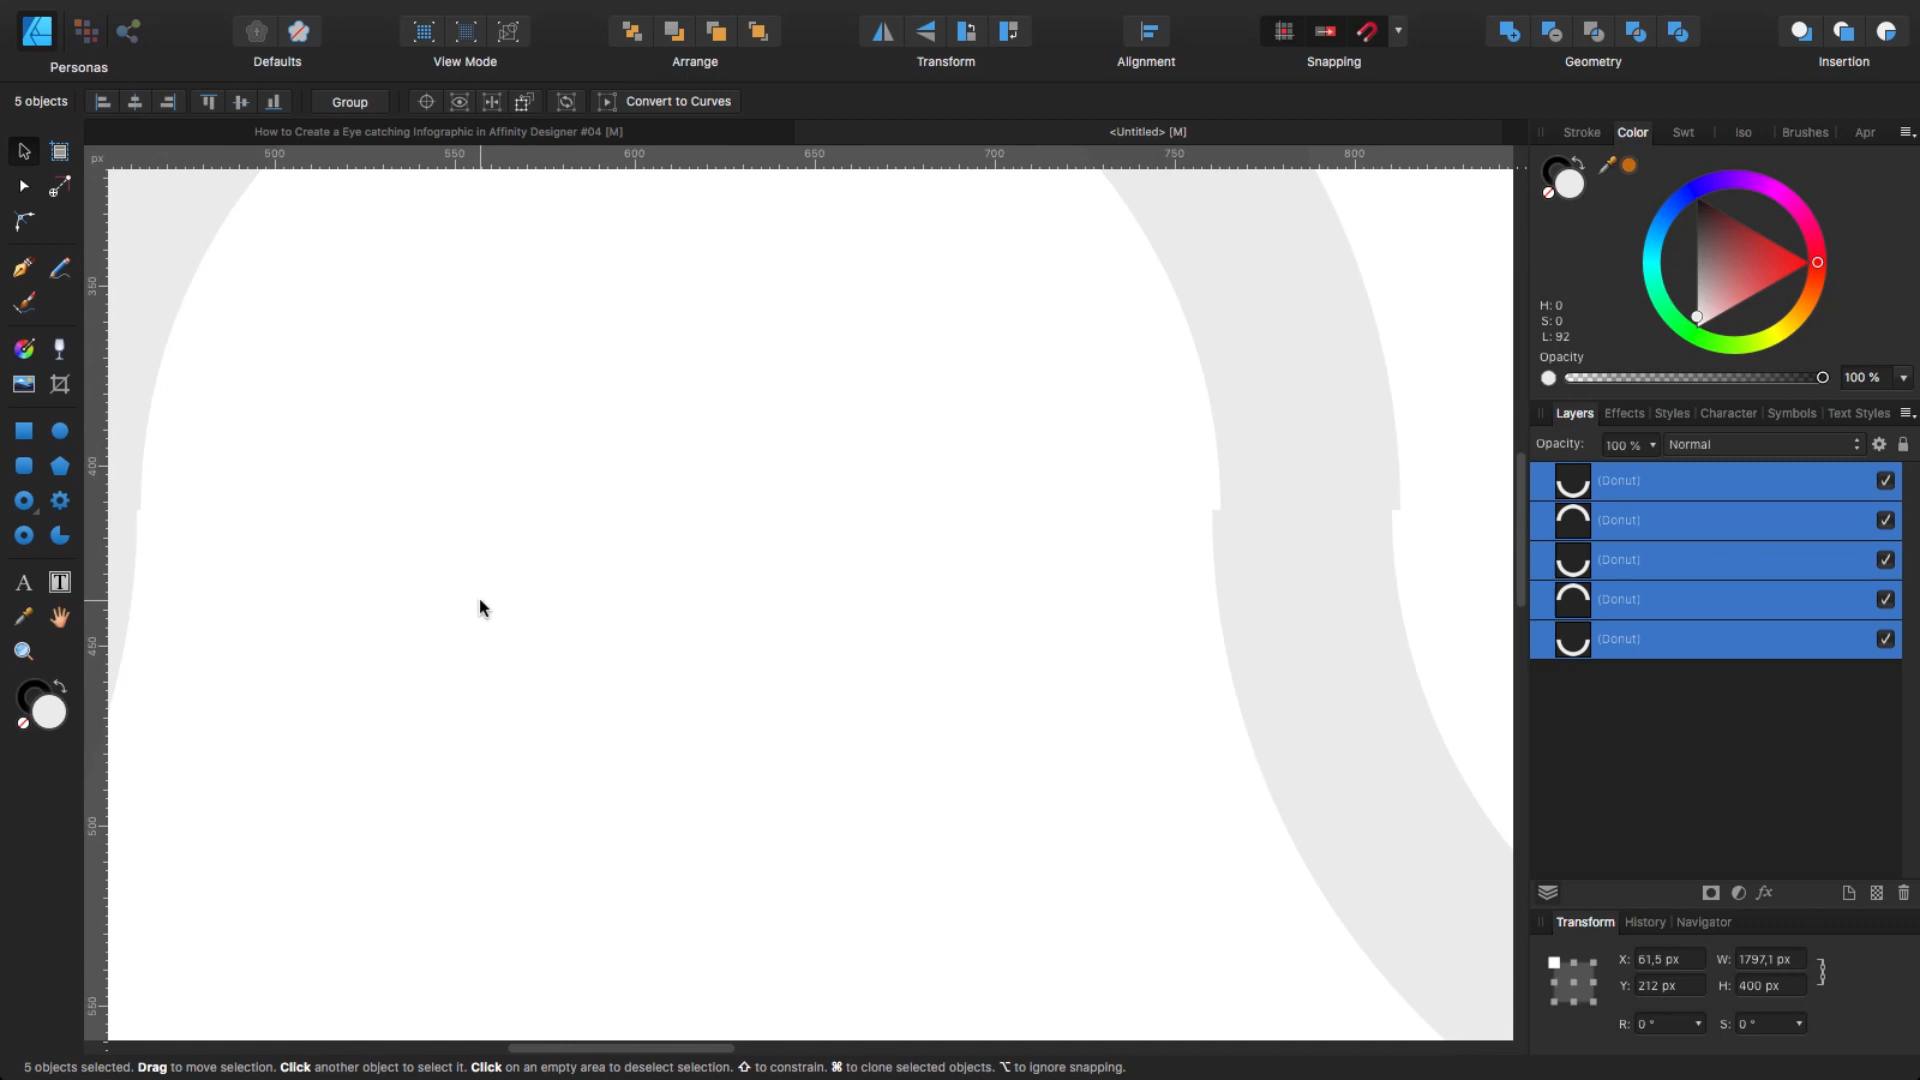 Personas
Defaults
View Mode
Arrange
Transform
Alignment
Snapping
Geometry
Insertion
5 objects
Group
Convert to Curves
How to Create a Eye catching Infographic in Affinity Designer #04 [M]
<Untitled> [M]
Stroke
Color
Swt
Iso
Brushes
Apr
px
500
550
600
650
700
750
800
350
400
450
500
550
H: 0
S: 0
L: 92
Opacity
100 %
Layers
Effects
Styles
Character
Symbols
Text Styles
Opacity:
100 %
Normal
(Donut)
(Donut)
(Donut)
(Donut)
(Donut)
A
T
fx
Transform
History
Navigator
X: 61,5 px
W: 1797,1 px
Y: 212 px
H: 400 px
R: 0 °
S: 0 °
5 objects selected. Drag to move selection. Click another object to select it. Click on an empty area to deselect selection. ⇧ to constrain. ⌘ to clone selected objects. ⌥ to ignore snapping.